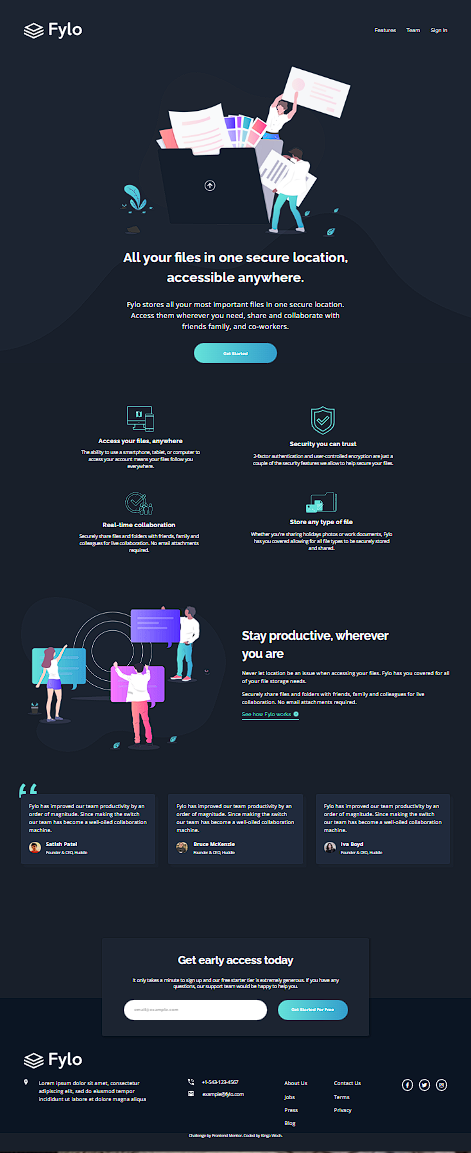 Fylo
Features Team Sign In
All your files in one secure location,
accessible anywhere.
Fylo stores all your most important files in one secure location.
Access them wherever you need, share and collaborate with
friends family, and co-workers.
Get Started
Access your files, anywhere
The ability to use a smartphone, tablet, or computer to
access your account means your files follow you
everywhere.
Security you can trust
2-factor authentication and user-controlled encryption are just a
couple of the security features we allow to help secure your files.
Real-time collaboration
Securely share files and folders with friends, family and
colleagues for live collaboration. No email attachments
required.
Store any type of file
Whether you're sharing holidays photos or work documents, Fylo
has you covered allowing for all file types to be securely stored
and shared.
Stay productive, wherever
you are
Never let location be an issue when accessing your files. Fylo has you covered for all
of your file storage needs.
Securely share files and folders with friends, family and colleagues for live
collaboration. No email attachments required.
See how Fylo works
Fylo has improved our team productivity by an
order of magnitude. Since making the switch
our team has become a well-oiled collaboration
machine.
Satish Patel
Founder & CEO, Huddle
Fylo has improved our team productivity by an
order of magnitude. Since making the switch
our team has become a well-oiled collaboration
machine.
Bruce McKenzie
Founder & CEO, Huddle
Fylo has improved our team productivity by an
order of magnitude. Since making the switch
our team has become a well-oiled collaboration
machine.
Iva Boyd
Founder & CEO, Huddle
Get early access today
It only takes a minute to sign up and our free starter tier is extremely generous. If you have any
questions, our support team would be happy to help you.
email@example.com
Get Started For Free
Fylo
Lorem ipsum dolor sit amet, consectetur
adipiscing elit, sed do eiusmod tempor
incididunt ut labore et dolore magna aliqua
+1-543-123-4567
example@fylo.com
About Us
Jobs
Press
Blog
Contact Us
Terms
Privacy
Challenge by Frontend Mentor. Coded by Kinga Wach.